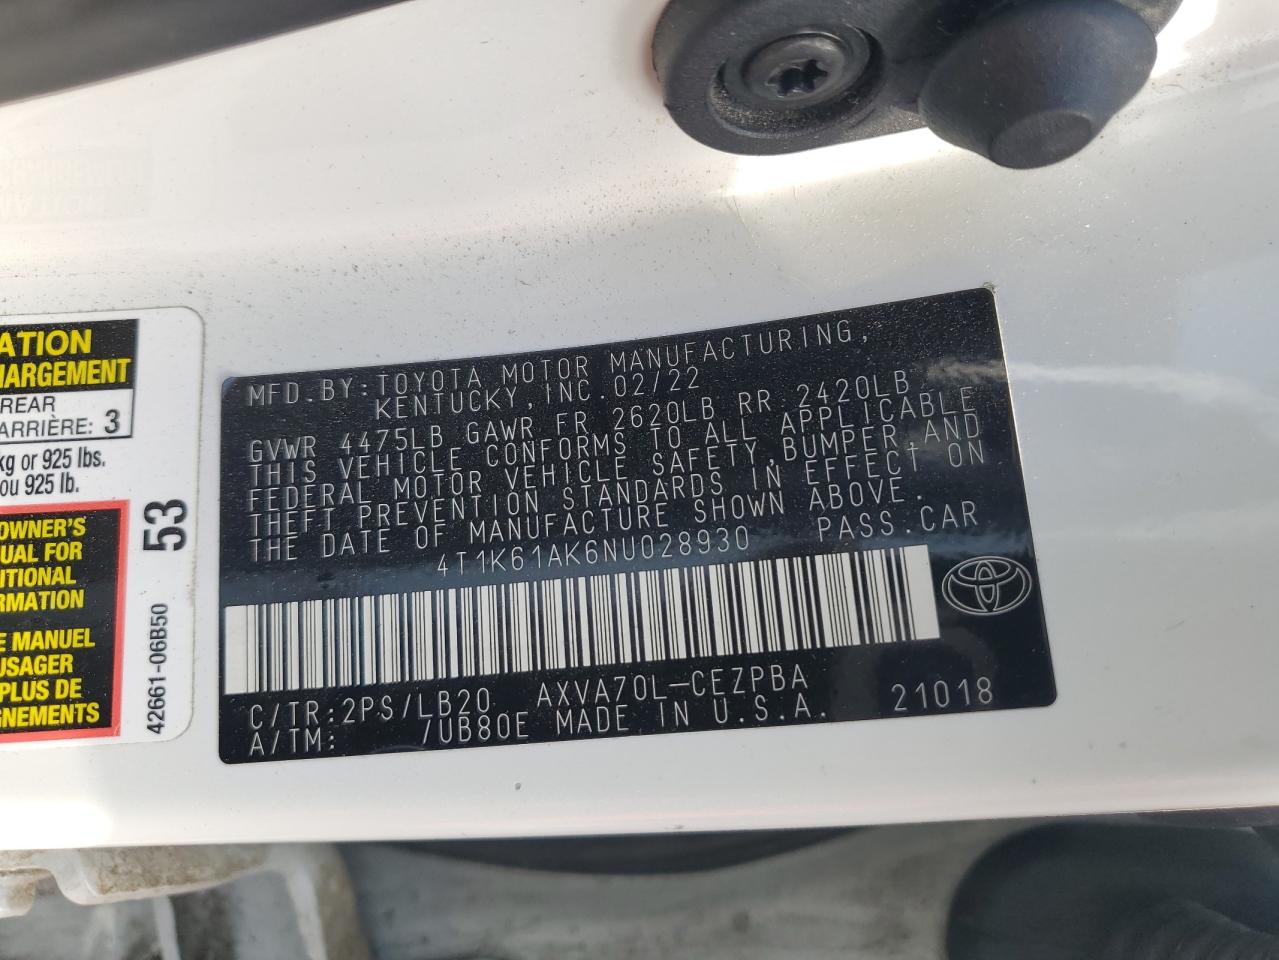 ATION
HARGEMENT
REAR
ARRIÈRE: 3
kg or 925 lbs.
ou 925 lb.
OWNER'S
UAL FOR
ITIONAL
RMATION
E MANUEL
USAGER
PLUS DE
GNEMENTS
53
42661-06B50
MFD.BY:TOYOTA MOTOR MANUFACTURING,
KENTUCKY,INC.02/22
GVWR 4475LB GAWR FR 2620LB RR 2420LB
THIS VEHICLE CONFORMS TO ALL APPLICABLE
FEDERAL MOTOR VEHICLE SAFETY,BUMPER,AND
THEFT PREVENTION STANDARDS IN EFFECT ON
THE DATE OF MANUFACTURE SHOWN ABOVE.
4T1K61AK6NU028930 PASS.CAR
C/TR:2PS/LB20 AXVA70L-CEZPBA
A/TM: /UB80E MADE IN U.S.A. 21018